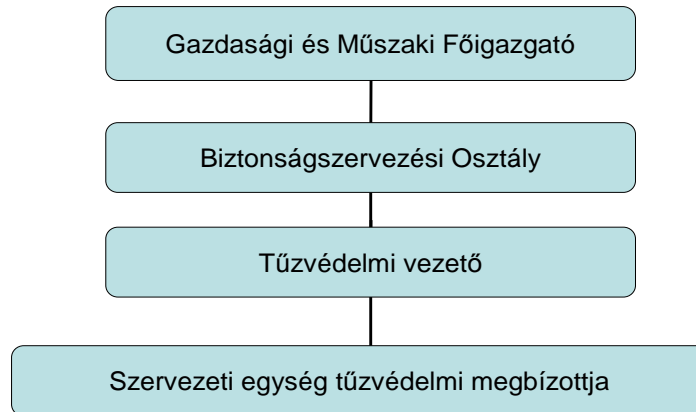 Gazdasági és Műszaki Főigazgató
Biztonságszervezési Osztály
Tűzvédelmi vezető
Szervezeti egység tűzvédelmi megbízottja